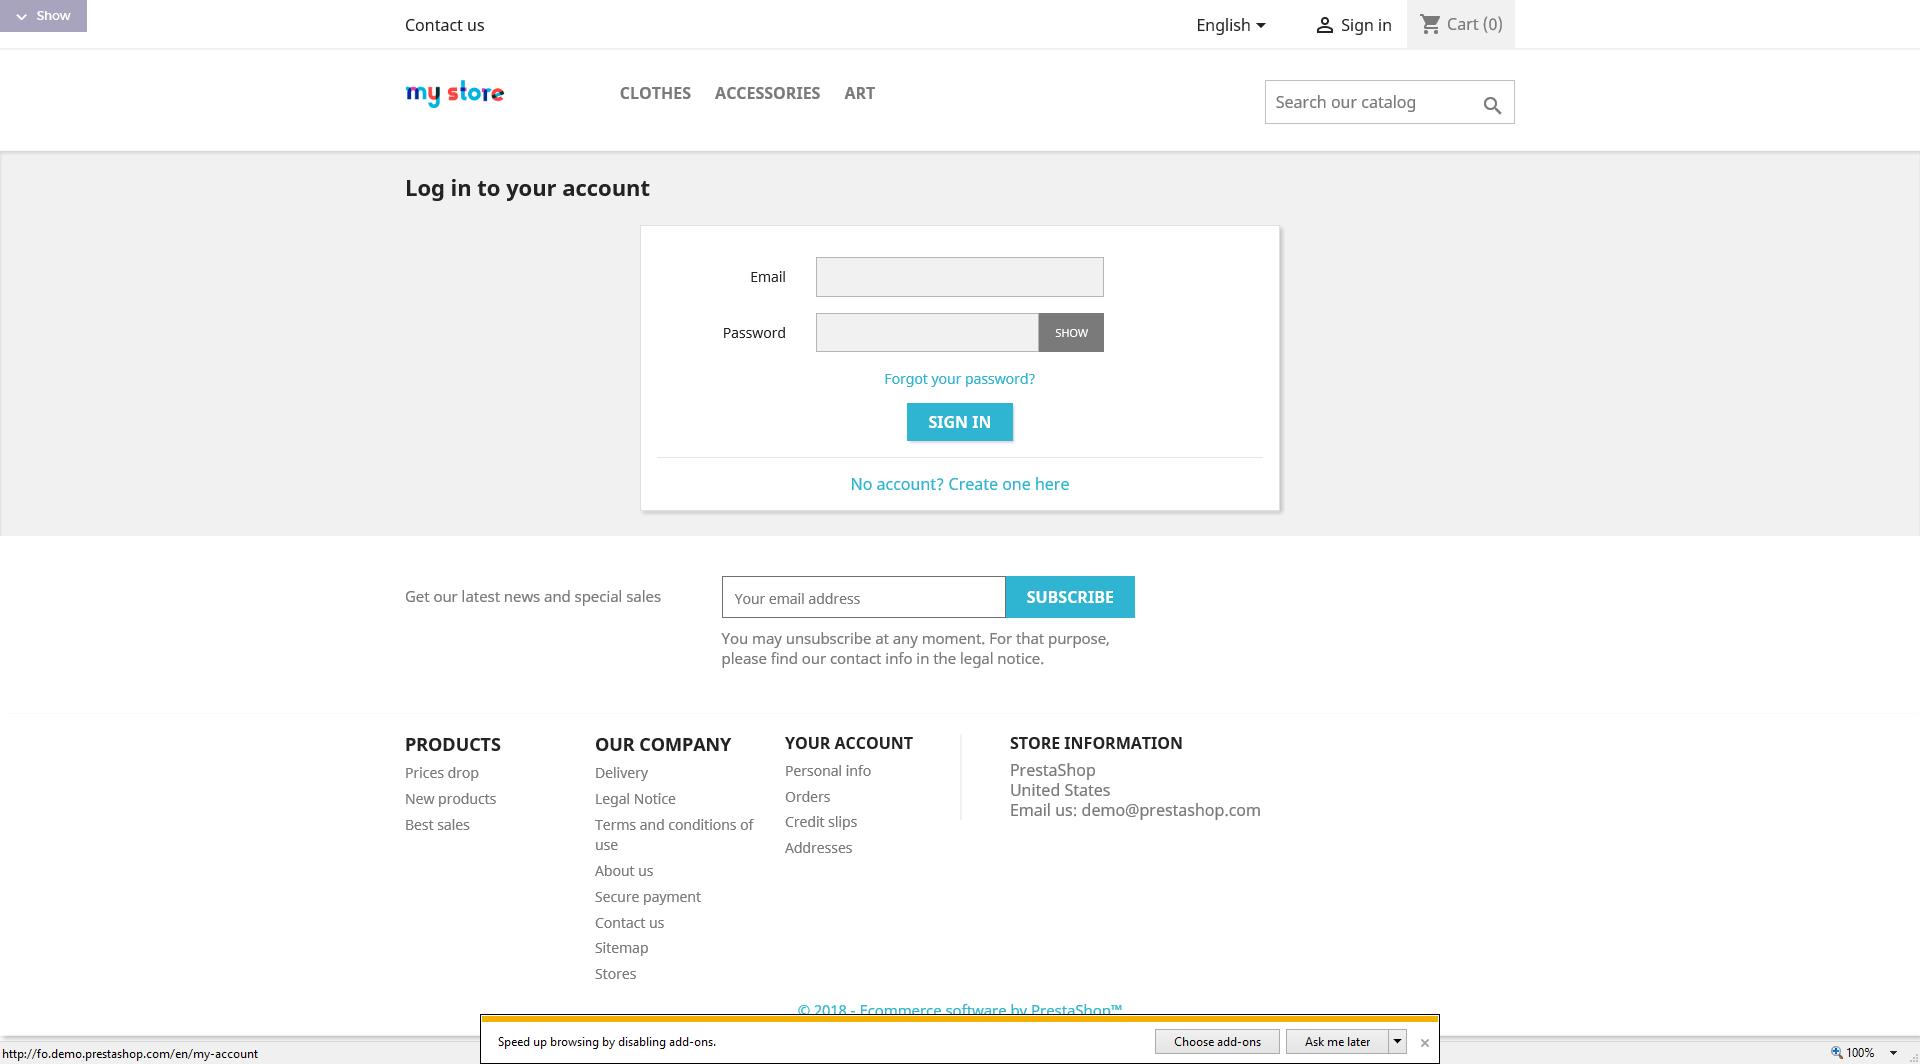 Show
Contact us
English
Sign in
Cart (0)
my store
CLOTHES
ACCESSORIES
ART
Search our catalog
Log in to your account
Email
Password
SHOW
Forgot your password?
SIGN IN
No account? Create one here
Get our latest news and special sales
Your email address
SUBSCRIBE
You may unsubscribe at any moment. For that purpose,
please find our contact info in the legal notice.
PRODUCTS
Prices drop
New products
Best sales
OUR COMPANY
Delivery
Legal Notice
Terms and conditions of
use
About us
Secure payment
Contact us
Sitemap
Stores
YOUR ACCOUNT
Personal info
Orders
Credit slips
Addresses
STORE INFORMATION
PrestaShop
United States
Email us: demo@prestashop.com
© 2018 - Ecommerce software by PrestaShop™
Speed up browsing by disabling add-ons.
Choose add-ons
Ask me later
http://fo.demo.prestashop.com/en/my-account
100%